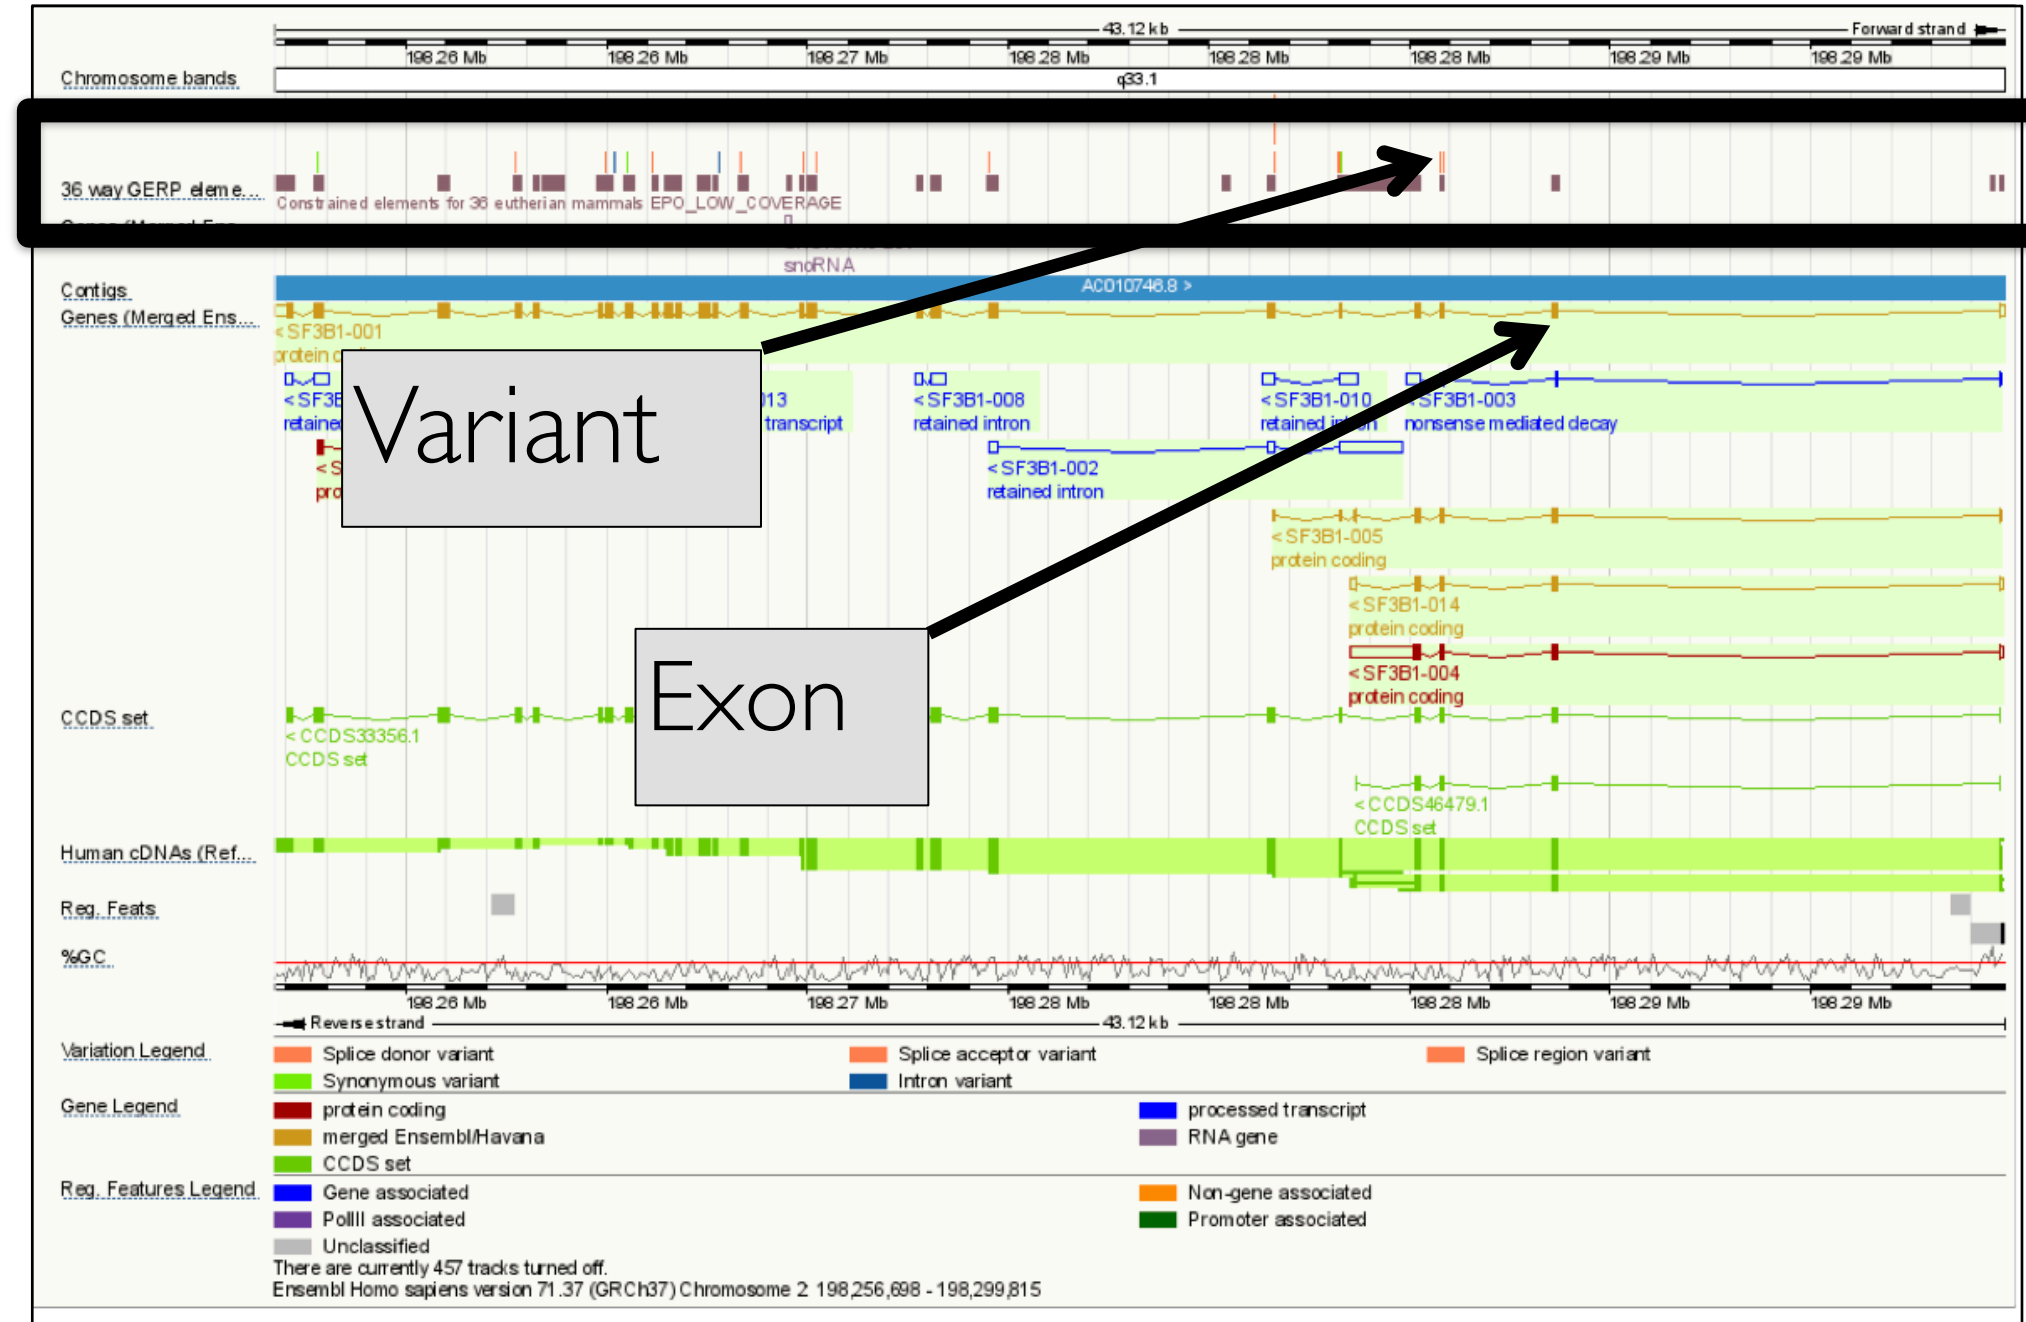 43.12 kb Forward strand
198.26 Mb 198.26 Mb 198.27 Mb 198.28 Mb 198.28 Mb 198.28 Mb 198.29 Mb 198.29 Mb
Chromosome bands q33.1
36 way GERP eleme...
Constrained elements for 36 eutherian mammals EPO_LOW_COVERAGE
snoRNA
Contigs AC010746.8 >
Genes (Merged Ens...
< SF3B1-001
protein
Variant
013 < SF3B1-008 < SF3B1-010 SF3B1-003
transcript retained intron retained nonsense mediated decay
< SF3B1-002
retained intron
< SF3B1-005
protein coding
< SF3B1-014
protein coding
Exon
< SF3B1-004
protein coding
CCDS set
< CCDS33356.1
CCDS set
< CCDS46479.1
CCDS set
Human cDNAs (Ref...
Reg. Feats
%GC
198.26 Mb 198.26 Mb 198.27 Mb 198.28 Mb 198.28 Mb 198.28 Mb 198.29 Mb 198.29 Mb
Reverse strand 43.12 kb
Variation Legend Splice donor variant Splice acceptor variant Splice region variant
Synonymous variant Intron variant
Gene Legend protein coding processed transcript
merged Ensembl/Havana RNA gene
CCDS set
Reg. Features Legend Gene associated Non-gene associated
PolIII associated Promoter associated
Unclassified
There are currently 457 tracks turned off.
Ensembl Homo sapiens version 71.37 (GRCh37) Chromosome 2 198,256,698 - 198,299,815